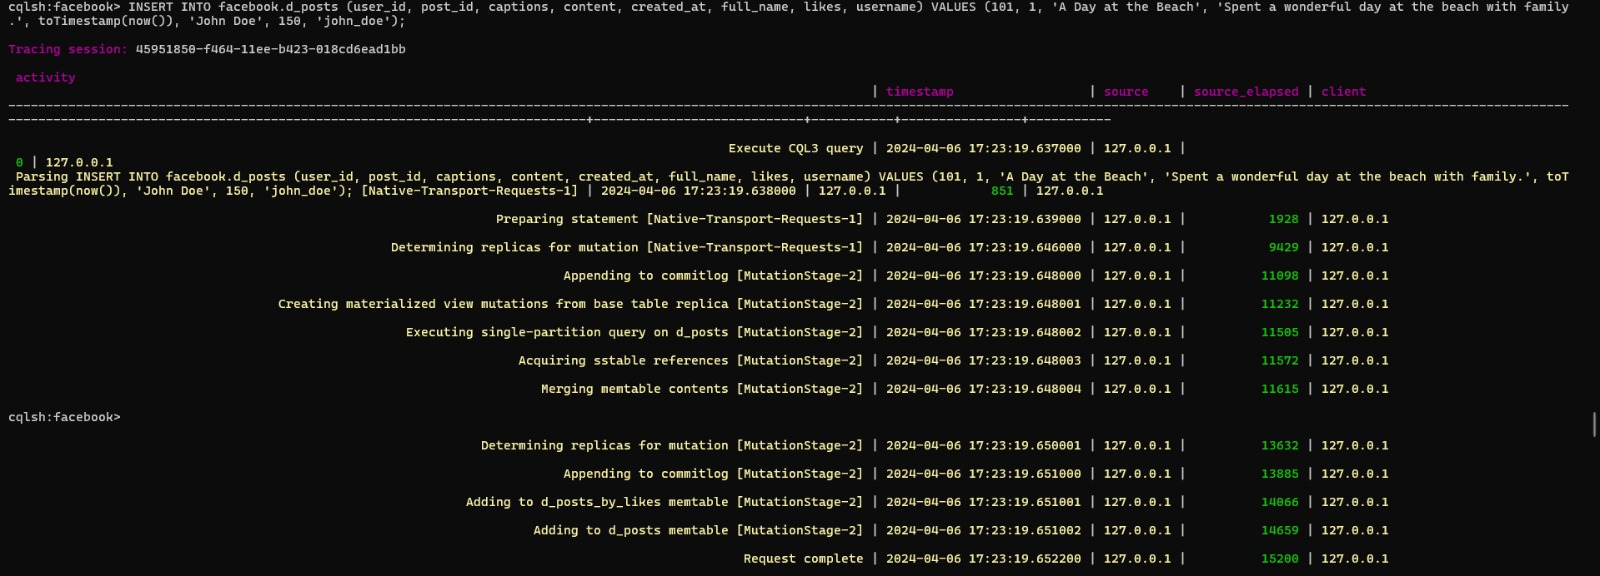 cqlsh:facebook> INSERT INTO facebook.d_posts (user_id, post_id, captions, content, created_at, full_name, likes, username) VALUES (101, 1, 'A Day at the Beach', 'Spent a wonderful day at the beach with family
.', toTimestamp(now()), 'John Doe', 150, 'john_doe');
Tracing session: 45951850-f464-11ee-b423-018cd6ead1bb
activity
| timestamp | source | source_elapsed | client
--------------------------------------------------------------------------------------------------------------------------------------------------------------------------------------------------------------------
-----------------------------------------------------------------------------+----------------------------+-----------+----------------+-----------
Execute CQL3 query | 2024-04-06 17:23:19.637000 | 127.0.0.1 |
0 | 127.0.0.1
Parsing INSERT INTO facebook.d_posts (user_id, post_id, captions, content, created_at, full_name, likes, username) VALUES (101, 1, 'A Day at the Beach', 'Spent a wonderful day at the beach with family.', toT
imestamp(now()), 'John Doe', 150, 'john_doe'); [Native-Transport-Requests-1] | 2024-04-06 17:23:19.638000 | 127.0.0.1 | 851 | 127.0.0.1
Preparing statement [Native-Transport-Requests-1] | 2024-04-06 17:23:19.639000 | 127.0.0.1 | 1928 | 127.0.0.1
Determining replicas for mutation [Native-Transport-Requests-1] | 2024-04-06 17:23:19.646000 | 127.0.0.1 | 9429 | 127.0.0.1
Appending to commitlog [MutationStage-2] | 2024-04-06 17:23:19.648000 | 127.0.0.1 | 11098 | 127.0.0.1
Creating materialized view mutations from base table replica [MutationStage-2] | 2024-04-06 17:23:19.648001 | 127.0.0.1 | 11232 | 127.0.0.1
Executing single-partition query on d_posts [MutationStage-2] | 2024-04-06 17:23:19.648002 | 127.0.0.1 | 11505 | 127.0.0.1
Acquiring sstable references [MutationStage-2] | 2024-04-06 17:23:19.648003 | 127.0.0.1 | 11572 | 127.0.0.1
Merging memtable contents [MutationStage-2] | 2024-04-06 17:23:19.648004 | 127.0.0.1 | 11615 | 127.0.0.1
cqlsh:facebook>
Determining replicas for mutation [MutationStage-2] | 2024-04-06 17:23:19.650001 | 127.0.0.1 | 13632 | 127.0.0.1
Appending to commitlog [MutationStage-2] | 2024-04-06 17:23:19.651000 | 127.0.0.1 | 13885 | 127.0.0.1
Adding to d_posts_by_likes memtable [MutationStage-2] | 2024-04-06 17:23:19.651001 | 127.0.0.1 | 14066 | 127.0.0.1
Adding to d_posts memtable [MutationStage-2] | 2024-04-06 17:23:19.651002 | 127.0.0.1 | 14659 | 127.0.0.1
Request complete | 2024-04-06 17:23:19.652200 | 127.0.0.1 | 15200 | 127.0.0.1